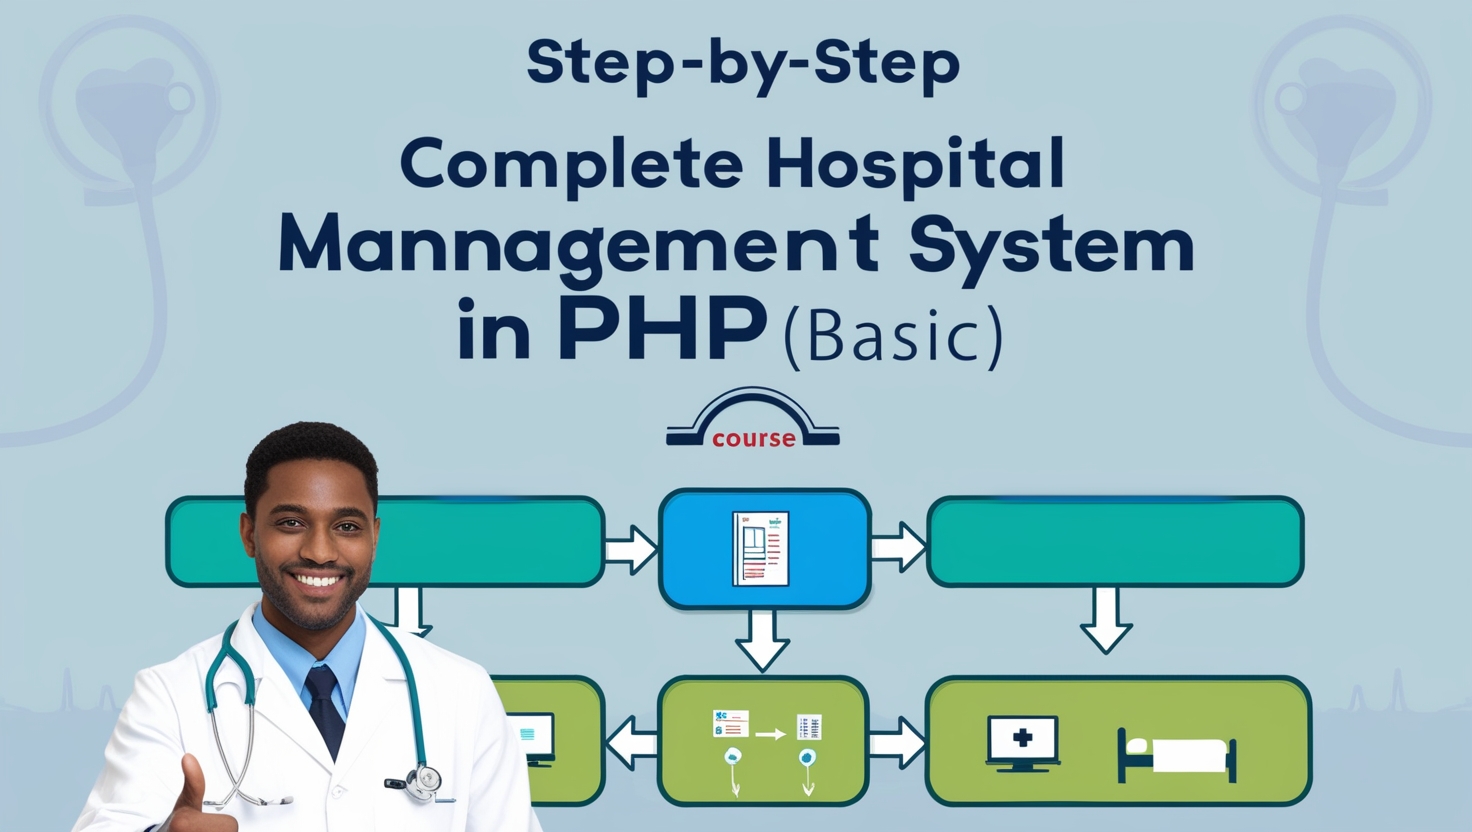 Step-by-Step
Complete Hospital
Mannagement System
in PHP (Basic)
course